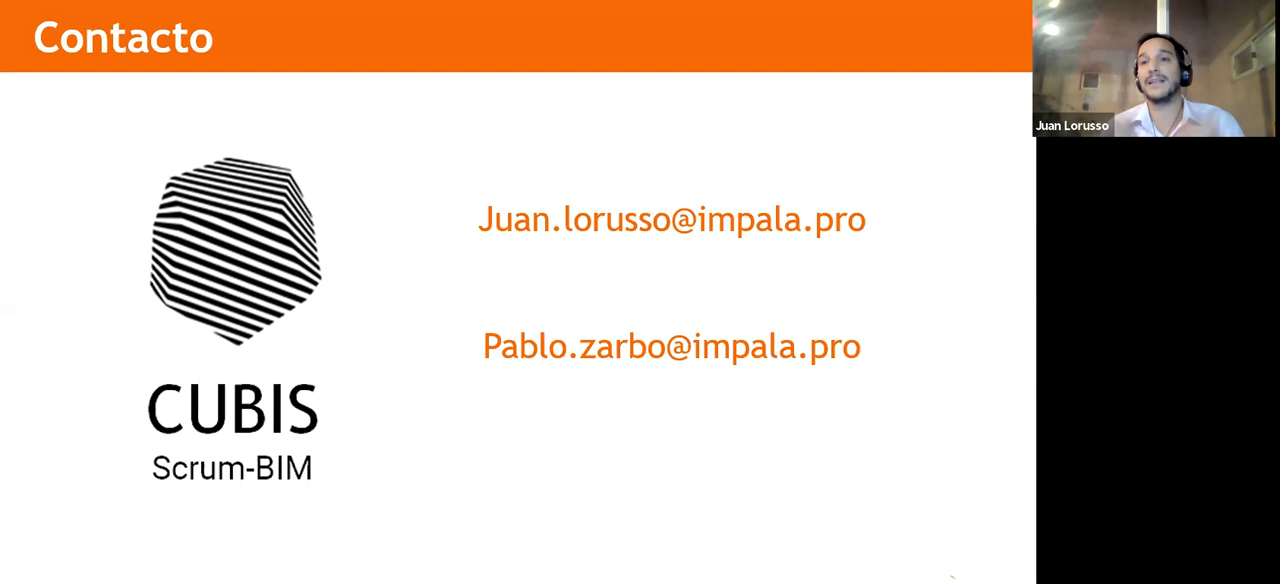 Contacto
Juan Lorusso
Juan.lorusso@impala.pro
Pablo.zarbo@impala.pro
CUBIS
Scrum-BIM